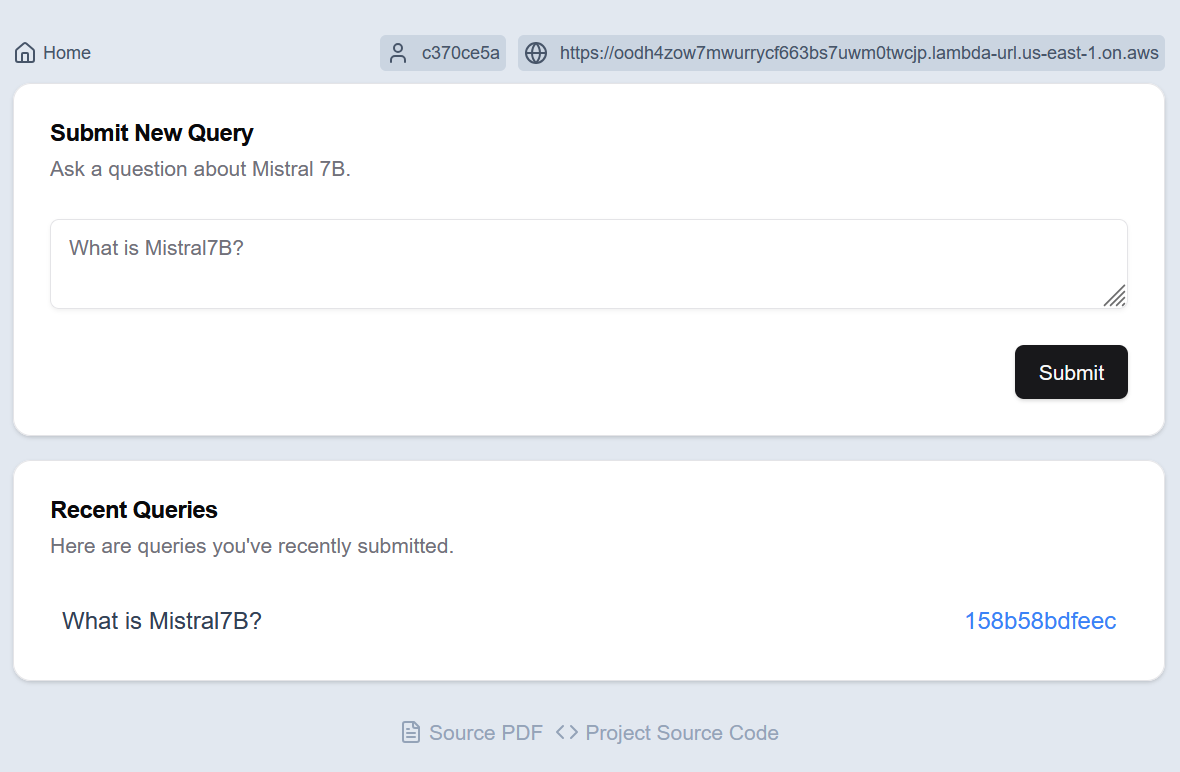 Home c370ce5a https://oodh4zow7mwurrycf663bs7uwm0twcjp.lambda-url.us-east-1.on.aws
Submit New Query
Ask a question about Mistral 7B.
What is Mistral7B?
Submit
Recent Queries
Here are queries you've recently submitted.
What is Mistral7B? 158b58bdfeec
Source PDF Project Source Code